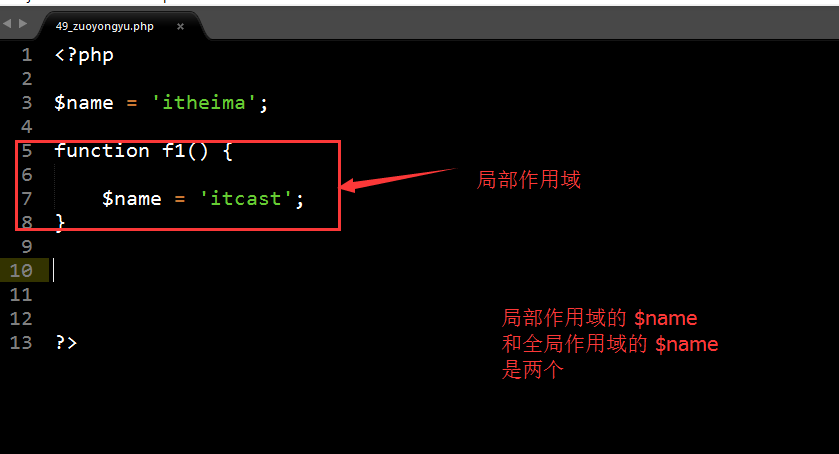 49_zuoyongyu.php ×
1 <?php
2
3 $name = 'itheima';
4
5 function f1() {
6
7 $name = 'itcast';
8 }
9
10
11
12
13 ?>
局部作用域
局部作用域的 $name
和全局作用域的 $name
是两个